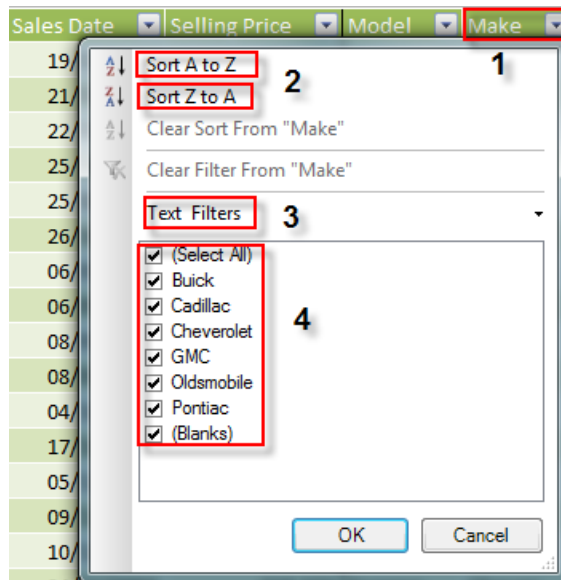 Sales Date Selling Price Model Make
1
19/
Sort A to Z
2
21/
Sort Z to A
22/
Clear Sort From "Make"
25/
Clear Filter From "Make"
25/
Text Filters
3
26/
(Select All)
06/
Buick
06/
Cadillac
4
08/
Cheverolet
08/
GMC
Oldsmobile
04/
Pontiac
17/
(Blanks)
05/
09/
OK Cancel
10/